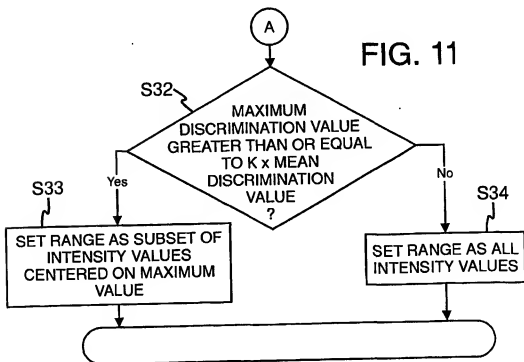 A
FIG. 11
S32
MAXIMUM
DISCRIMINATION VALUE
GREATER THAN OR EQUAL
TO K x MEAN
DISCRIMINATION
VALUE
?
Yes
No
S33
SET RANGE AS SUBSET OF
INTENSITY VALUES
CENTERED ON MAXIMUM
VALUE
S34
SET RANGE AS ALL
INTENSITY VALUES